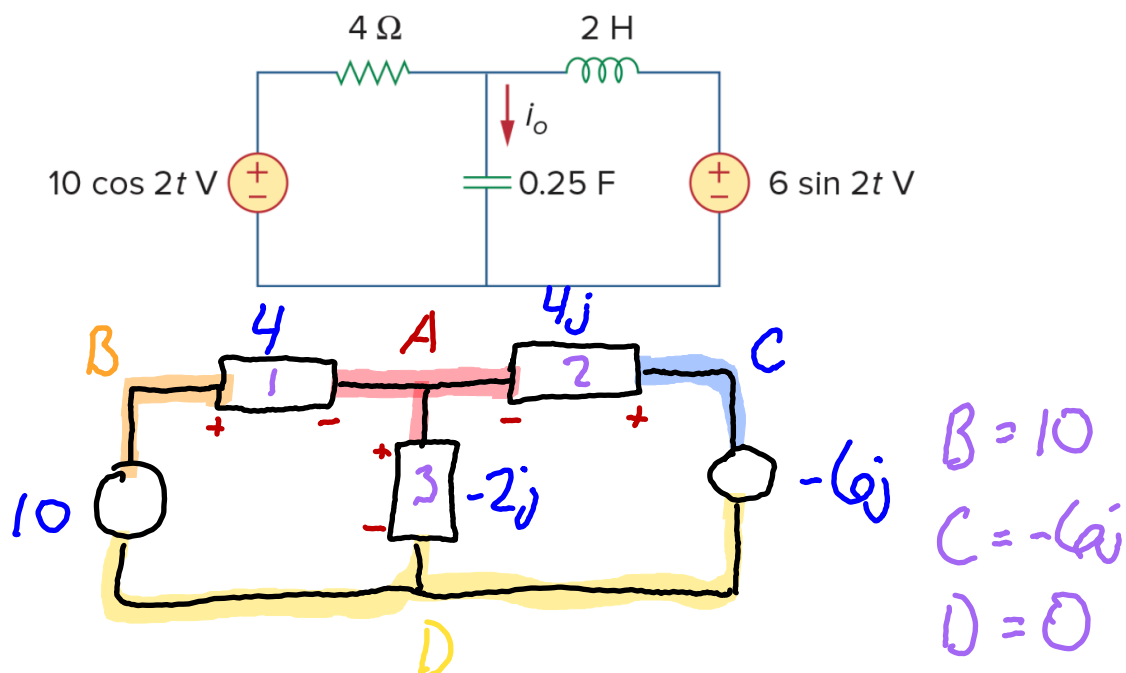 4 Ω 2 H
i₀
10 cos 2t V + − 0.25 F + − 6 sin 2t V
4 4j
B A C
1 2
+ − − +
B = 10
+
10 3 -2j -6j
−
C = -6j
D = 0
D